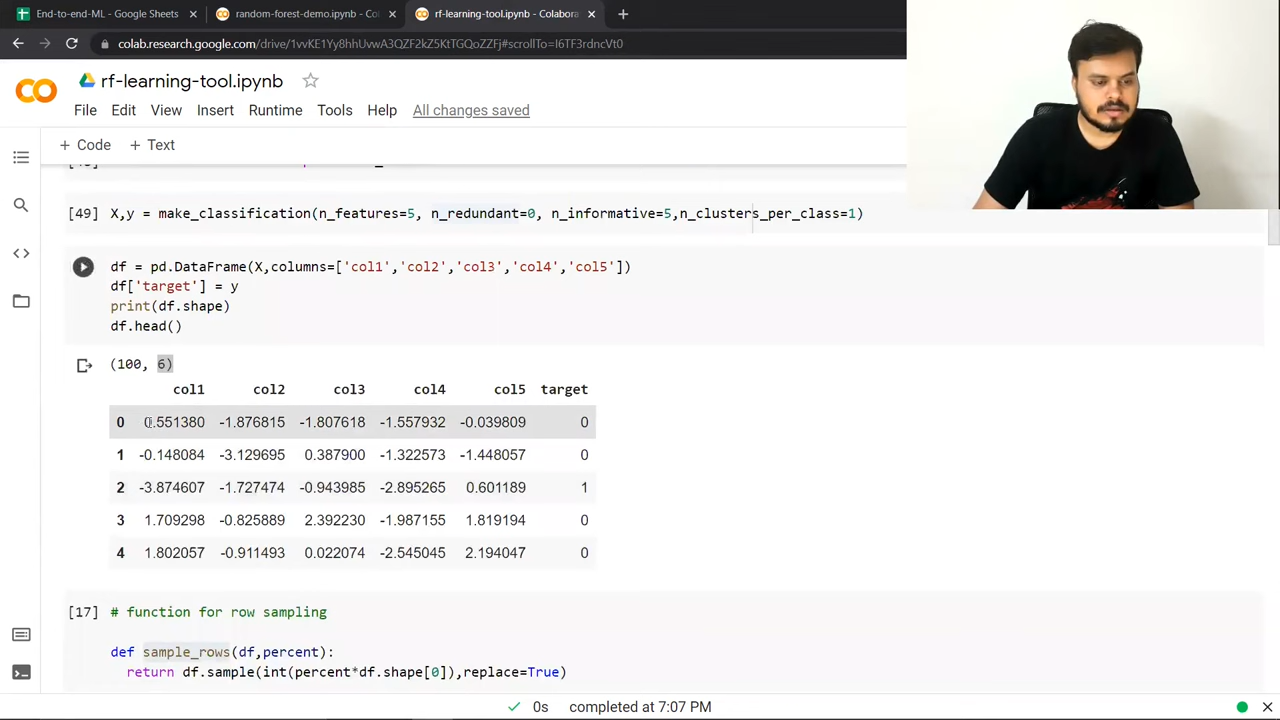 End-to-end-ML - Google Sheets
random-forest-demo.ipynb - Col
rf-learning-tool.ipynb - Colabora
colab.research.google.com/drive/1vvKE1Yy8hhUvwA3QZF2kZ5KtTGQoZZFj#scrollTo=I6TF3rdncVt0
rf-learning-tool.ipynb
File Edit View Insert Runtime Tools Help All changes saved
+ Code + Text
[49] X,y = make_classification(n_features=5, n_redundant=0, n_informative=5,n_clusters_per_class=1)
df = pd.DataFrame(X,columns=['col1','col2','col3','col4','col5'])
df['target'] = y
print(df.shape)
df.head()
(100, 6)
col1 col2 col3 col4 col5 target
0 0.551380 -1.876815 -1.807618 -1.557932 -0.039809 0
1 -0.148084 -3.129695 0.387900 -1.322573 -1.448057 0
2 -3.874607 -1.727474 -0.943985 -2.895265 0.601189 1
3 1.709298 -0.825889 2.392230 -1.987155 1.819194 0
4 1.802057 -0.911493 0.022074 -2.545045 2.194047 0
[17] # function for row sampling
def sample_rows(df,percent):
return df.sample(int(percent*df.shape[0]),replace=True)
0s completed at 7:07 PM